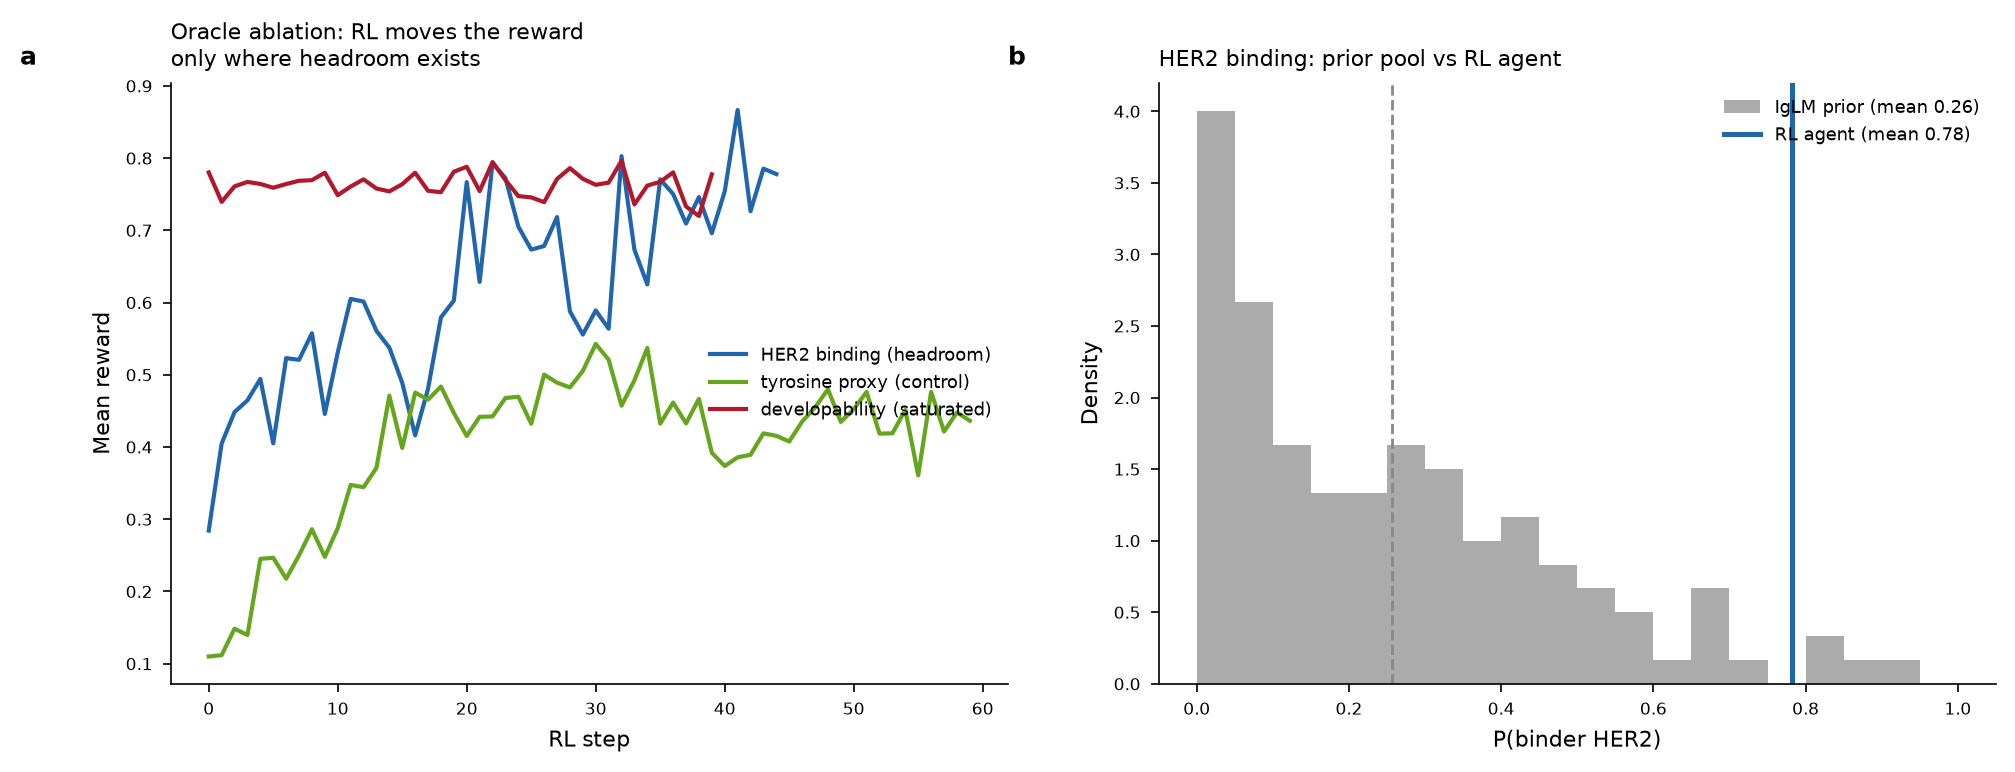 a
Oracle ablation: RL moves the reward
only where headroom exists
Mean reward
0.9
0.8
0.7
0.6
0.5
0.4
0.3
0.2
0.1
0
10
20
30
40
50
60
RL step
HER2 binding (headroom)
tyrosine proxy (control)
developability (saturated)
b
HER2 binding: prior pool vs RL agent
Density
4.0
3.5
3.0
2.5
2.0
1.5
1.0
0.5
0.0
0.0
0.2
0.4
0.6
0.8
1.0
P(binder HER2)
IgLM prior (mean 0.26)
RL agent (mean 0.78)